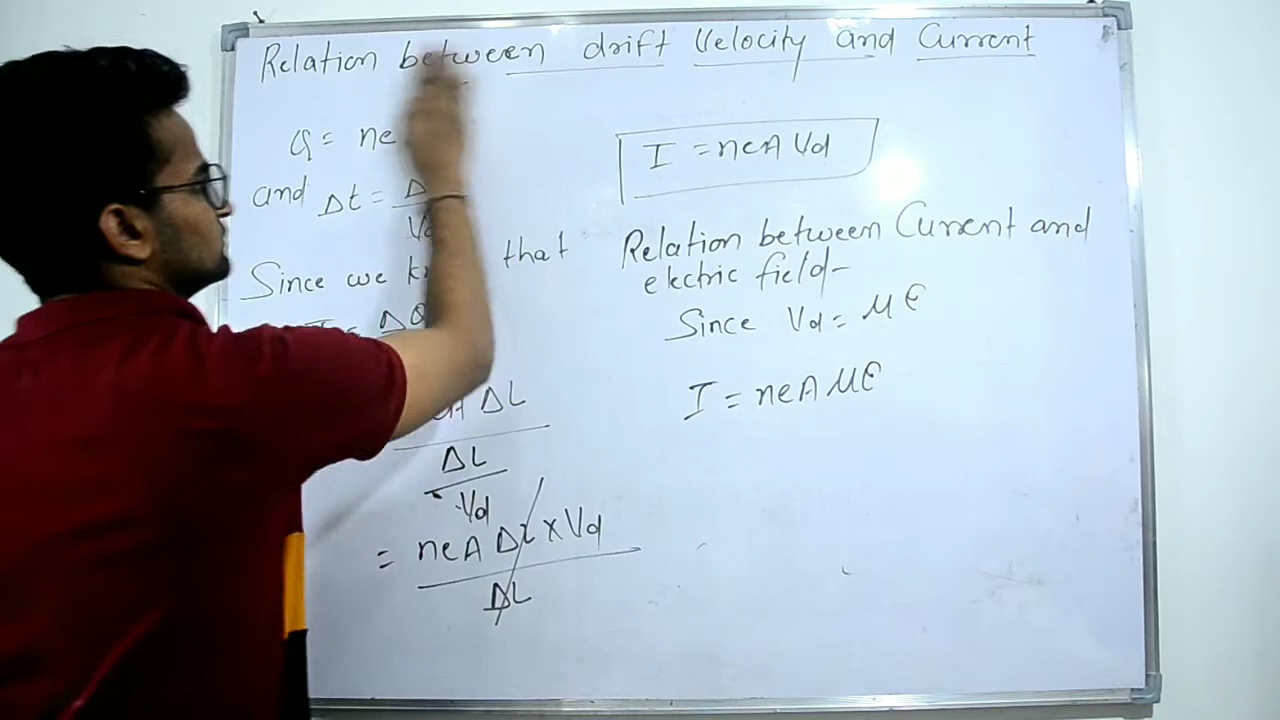 Relation between drift Velocity and Current
q = ne
and Δt = Δ
Vd
Since we that
ΔQ
A ΔL
ΔL
Vd
= neA ΔL x Vd
ΔL
I = neA Vd
Relation between Current and
electric field-
Since Vd = μE
I = neA μE